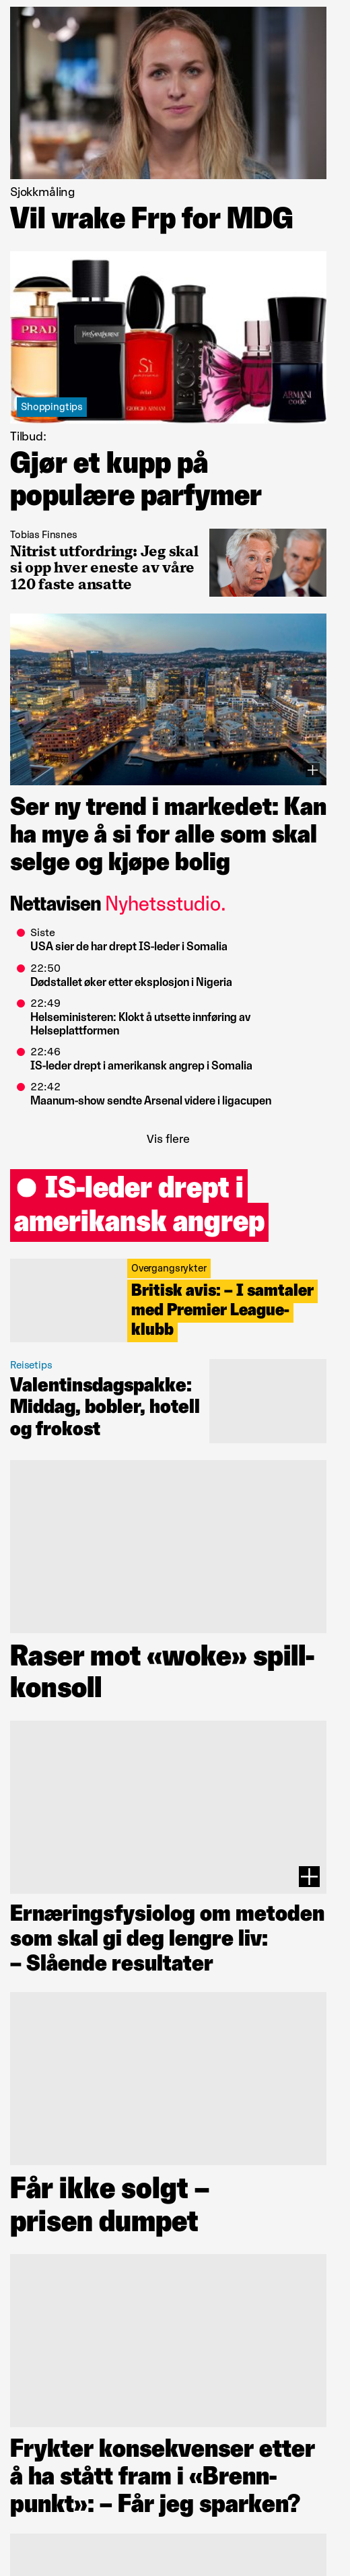 Sjokkmåling
Vil vrake Frp for MDG
PRADA
YVESSAINTLAURENT
Sì
GIORGIO ARMANI
BOSS
ARMANI
code
Shoppingtips
Tilbud:
Gjør et kupp på
populære parfymer
Tobias Finsnes
Nitrist utfordring: Jeg skal
si opp hver eneste av våre
120 faste ansatte
Ser ny trend i markedet: Kan
ha mye å si for alle som skal
selge og kjøpe bolig
Nettavisen Nyhetsstudio.
Siste
USA sier de har drept IS-leder i Somalia
22:50
Dødstallet øker etter eksplosjon i Nigeria
22:49
Helseministeren: Klokt å utsette innføring av
Helseplattformen
22:46
IS-leder drept i amerikansk angrep i Somalia
22:42
Maanum-show sendte Arsenal videre i ligacupen
Vis flere
IS-leder drept i
amerikansk angrep
Overgangsrykter
Britisk avis: – I samtaler
med Premier League-
klubb
Reisetips
Valentinsdagspakke:
Middag, bobler, hotell
og frokost
Raser mot «woke» spill-
konsoll
Ernæringsfysiolog om metoden
som skal gi deg lengre liv:
– Slående resultater
Får ikke solgt –
prisen dumpet
Frykter konsekvenser etter
å ha stått fram i «Brenn-
punkt»: – Får jeg sparken?